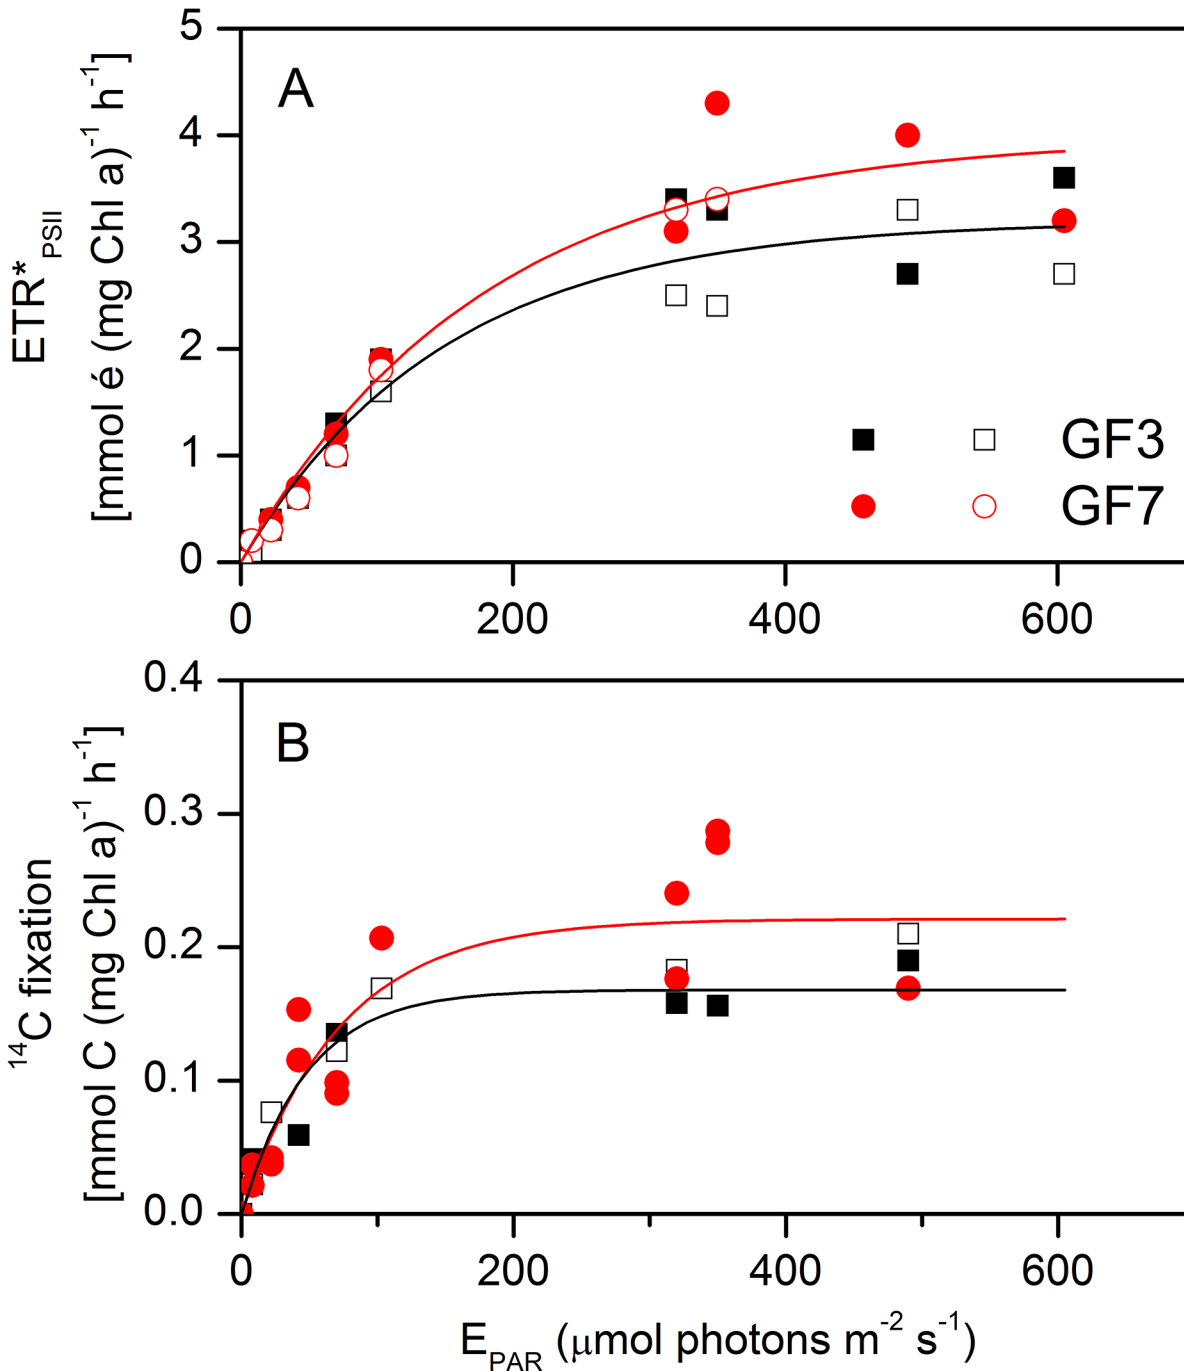 A
ETR*PSII
[mmol é (mg Chl a)-1 h-1]
5
4
3
2
1
0
GF3
GF7
0 200 400 600
B
14C fixation
[mmol C (mg Chl a)-1 h-1]
0.4
0.3
0.2
0.1
0.0
0 200 400 600
EPAR (μmol photons m-2 s-1)